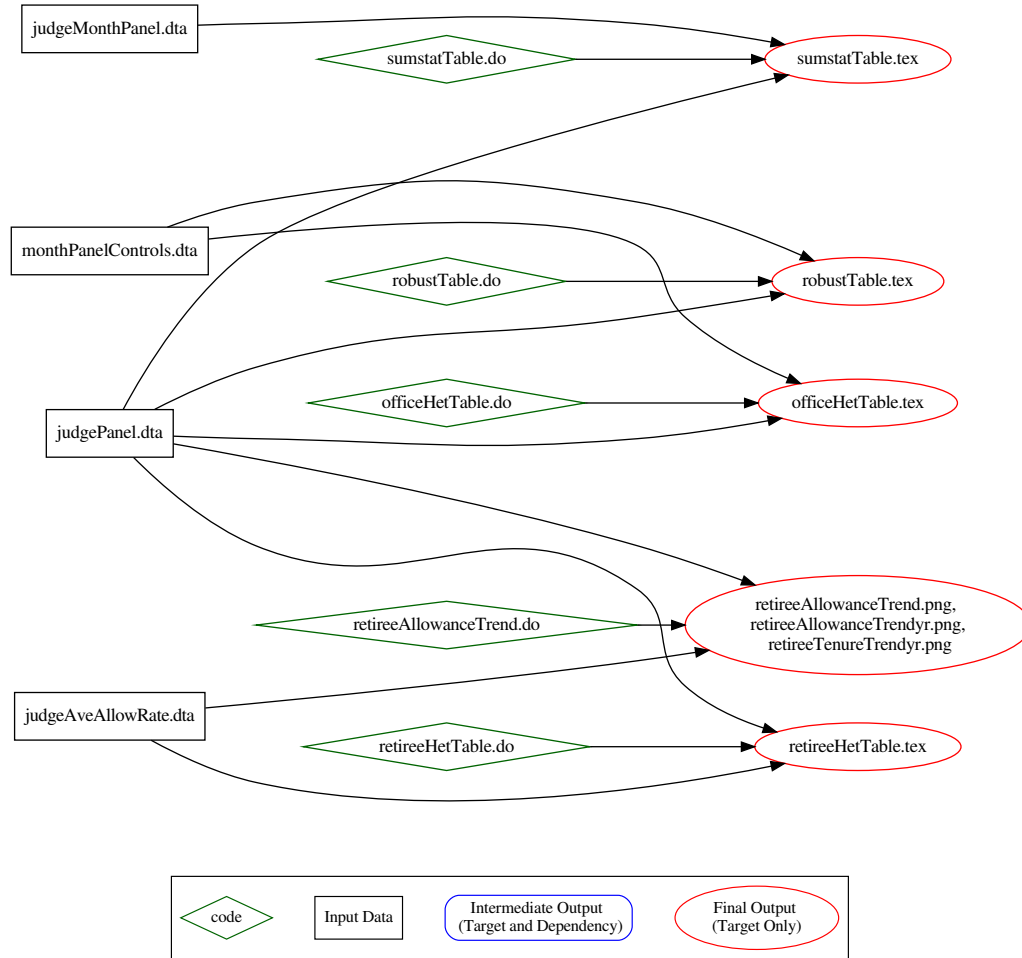 judgeMonthPanel.dta
sumstatTable.do
sumstatTable.tex
monthPanelControls.dta
robustTable.do
robustTable.tex
officeHetTable.do
officeHetTable.tex
judgePanel.dta
retireeAllowanceTrend.do
retireeAllowanceTrend.png,
retireeAllowanceTrendyr.png,
retireeTenureTrendyr.png
judgeAveAllowRate.dta
retireeHetTable.do
retireeHetTable.tex
code
Input Data
Intermediate Output
(Target and Dependency)
Final Output
(Target Only)